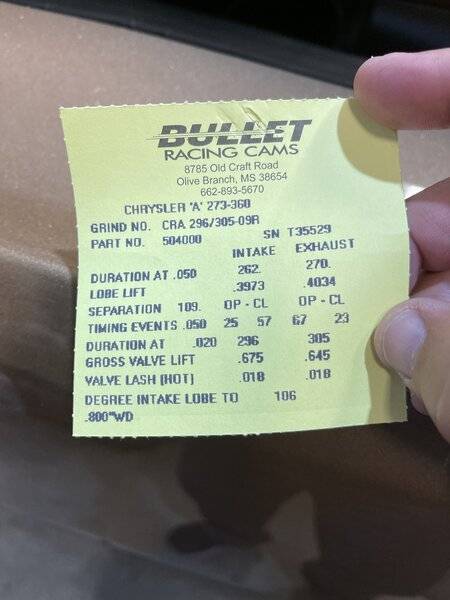 BULLET
RACING CAMS
8785 Old Craft Road
Olive Branch, MS 38654
662-893-5670
CHRYSLER 'A' 273-360
GRIND NO. CRA 296/305-09R
PART NO. 504000 SN T35529
INTAKE EXHAUST
DURATION AT .050 262. 270.
LOBE LIFT .3973 .4034
SEPARATION 109. OP - CL OP - CL
TIMING EVENTS .050 25 57 67 23
DURATION AT .020 296 305
GROSS VALVE LIFT .675 .645
VALVE LASH (HOT) .018 .018
DEGREE INTAKE LOBE TO 106
.800"WD